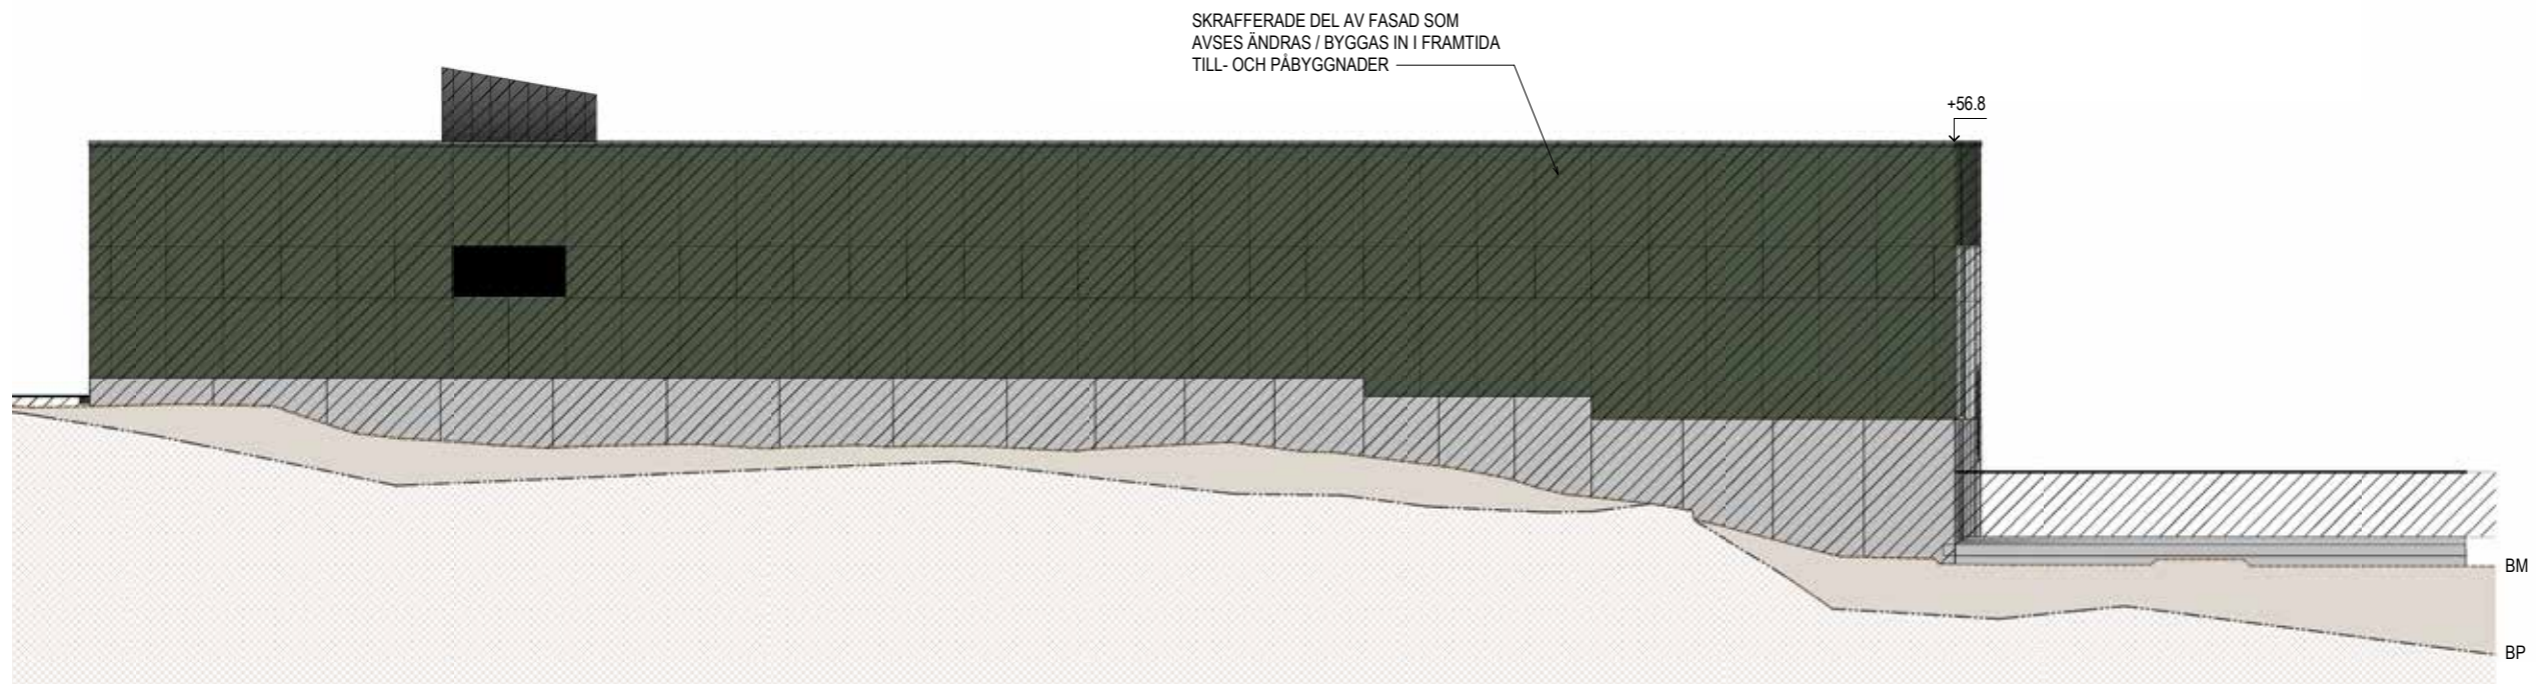 SKRAFFERADE DEL AV FASAD SOM
AVSES ÄNDRAS / BYGGAS IN I FRAMTIDA
TILL- OCH PÅBYGGNADER
+56.8
BM
BP